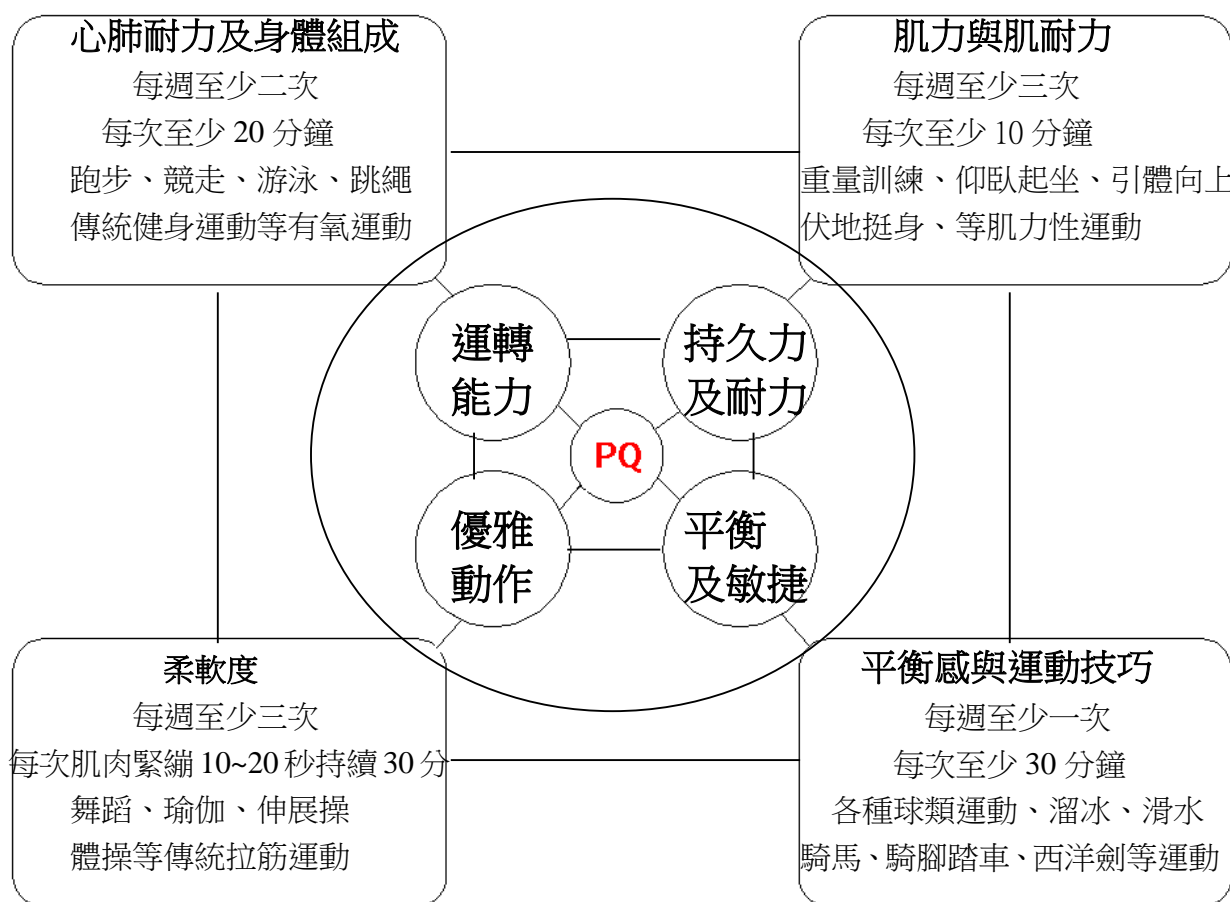 心肺耐力及身體組成
每週至少二次
每次至少 20 分鐘
跑步、競走、游泳、跳繩
傳統健身運動等有氧運動
肌力與肌耐力
每週至少三次
每次至少 10 分鐘
重量訓練、仰臥起坐、引體向上
伏地挺身、等肌力性運動
運轉
能力
持久力
及耐力
PQ
優雅
動作
平衡
及敏捷
柔軟度
每週至少三次
每次肌肉緊繃 10~20 秒持續 30 分
舞蹈、瑜伽、伸展操
體操等傳統拉筋運動
平衡感與運動技巧
每週至少一次
每次至少 30 分鐘
各種球類運動、溜冰、滑水
騎馬、騎腳踏車、西洋劍等運動